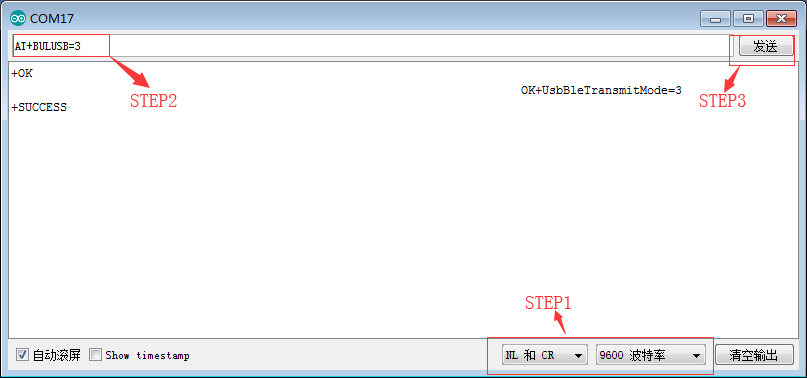 COM17
AT+BULUSB=3
发送
+OK
OK+UsbBleTransmitMode=3
STEP2
STEP3
+SUCCESS
STEP1
自动滚屏
Show timestamp
NL 和 CR
9600 波特率
清空输出